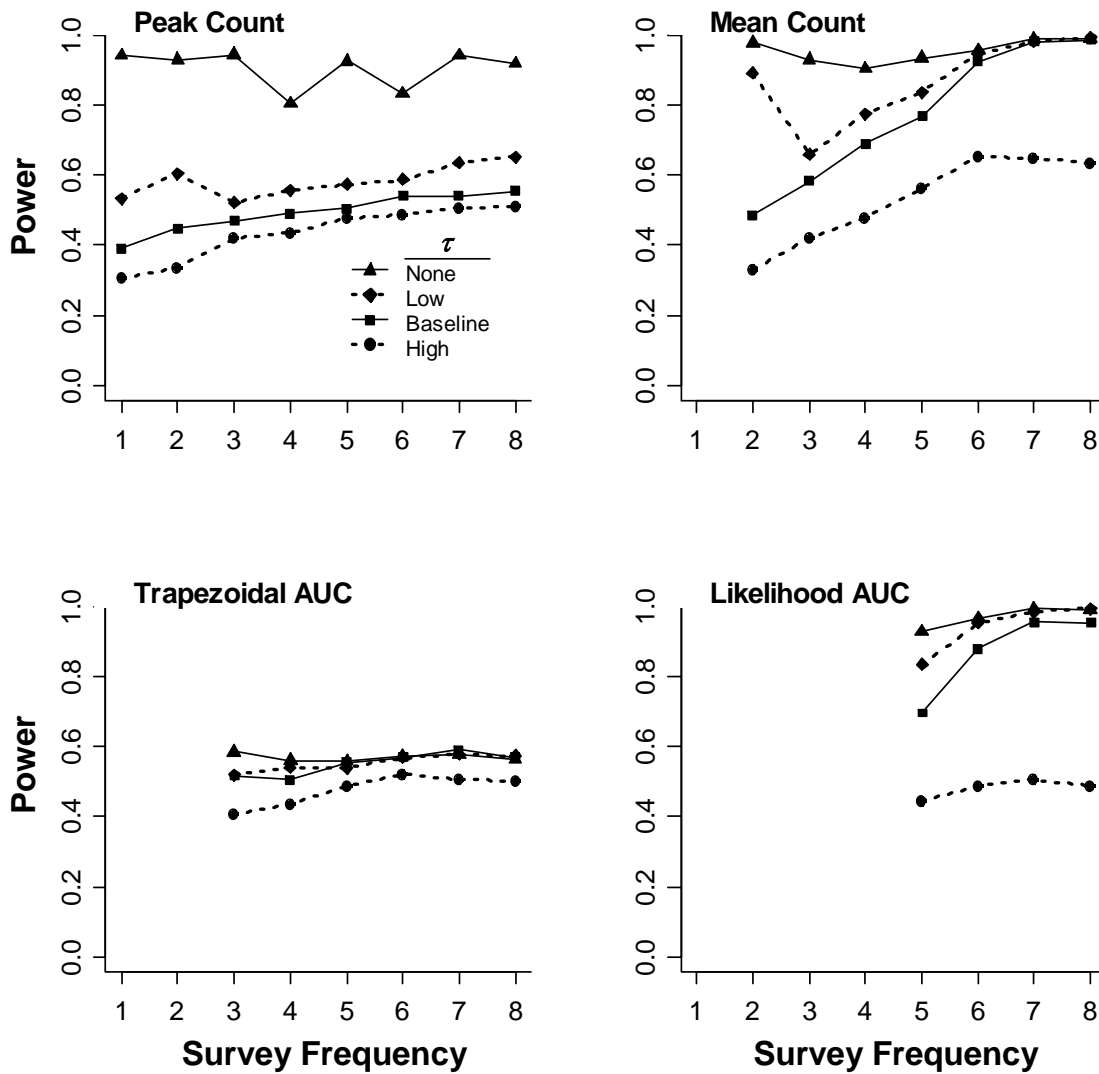 Peak Count
Power
1.0
0.8
0.6
0.4
0.2
0.0
τ
None
Low
Baseline
High
1 2 3 4 5 6 7 8
Mean Count
1.0
0.8
0.6
0.4
0.2
0.0
1 2 3 4 5 6 7 8
Trapezoidal AUC
Power
1.0
0.8
0.6
0.4
0.2
0.0
1 2 3 4 5 6 7 8
Survey Frequency
Likelihood AUC
1.0
0.8
0.6
0.4
0.2
0.0
1 2 3 4 5 6 7 8
Survey Frequency